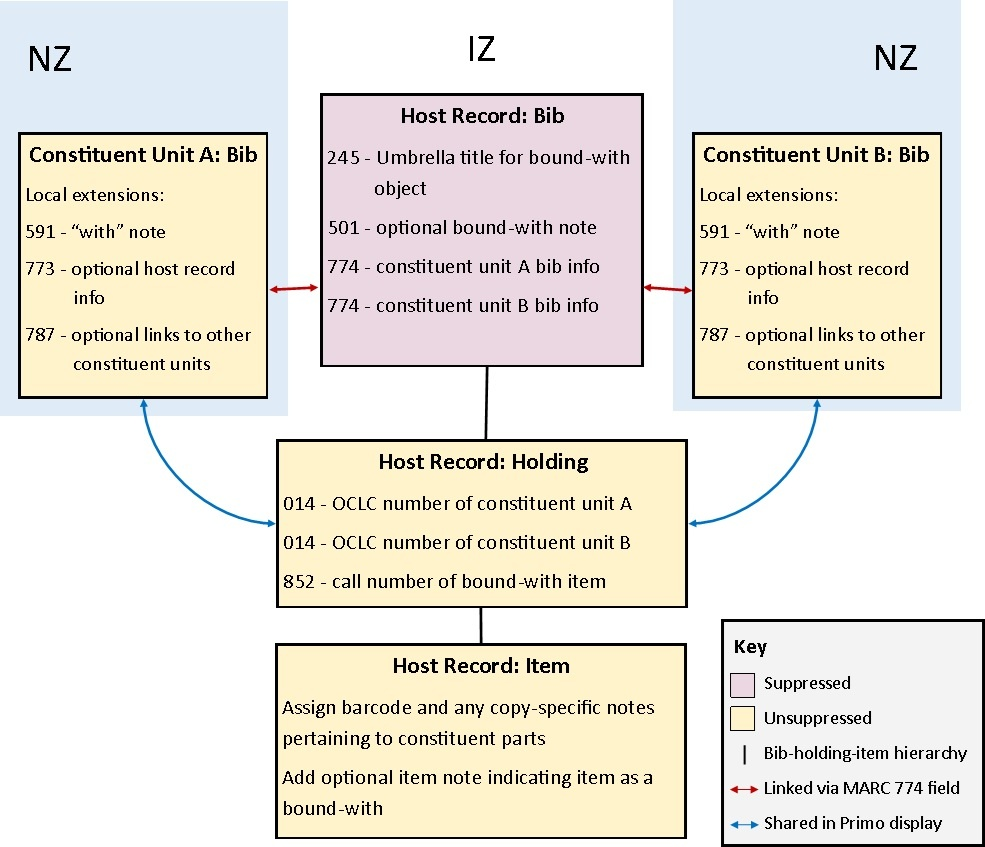 NZ
IZ
NZ
Constituent Unit A: Bib
Local extensions:
591 - “with” note
773 - optional host record
info
787 - optional links to other
constituent units
Host Record: Bib
245 - Umbrella title for bound-with
object
501 - optional bound-with note
774 - constituent unit A bib info
774 - constituent unit B bib info
Constituent Unit B: Bib
Local extensions:
591 - “with” note
773 - optional host record
info
787 - optional links to other
constituent units
Host Record: Holding
014 - OCLC number of constituent unit A
014 - OCLC number of constituent unit B
852 - call number of bound-with item
Host Record: Item
Assign barcode and any copy-specific notes
pertaining to constituent parts
Add optional item note indicating item as a
bound-with
Key
Suppressed
Unsuppressed
Bib-holding-item hierarchy
Linked via MARC 774 field
Shared in Primo display